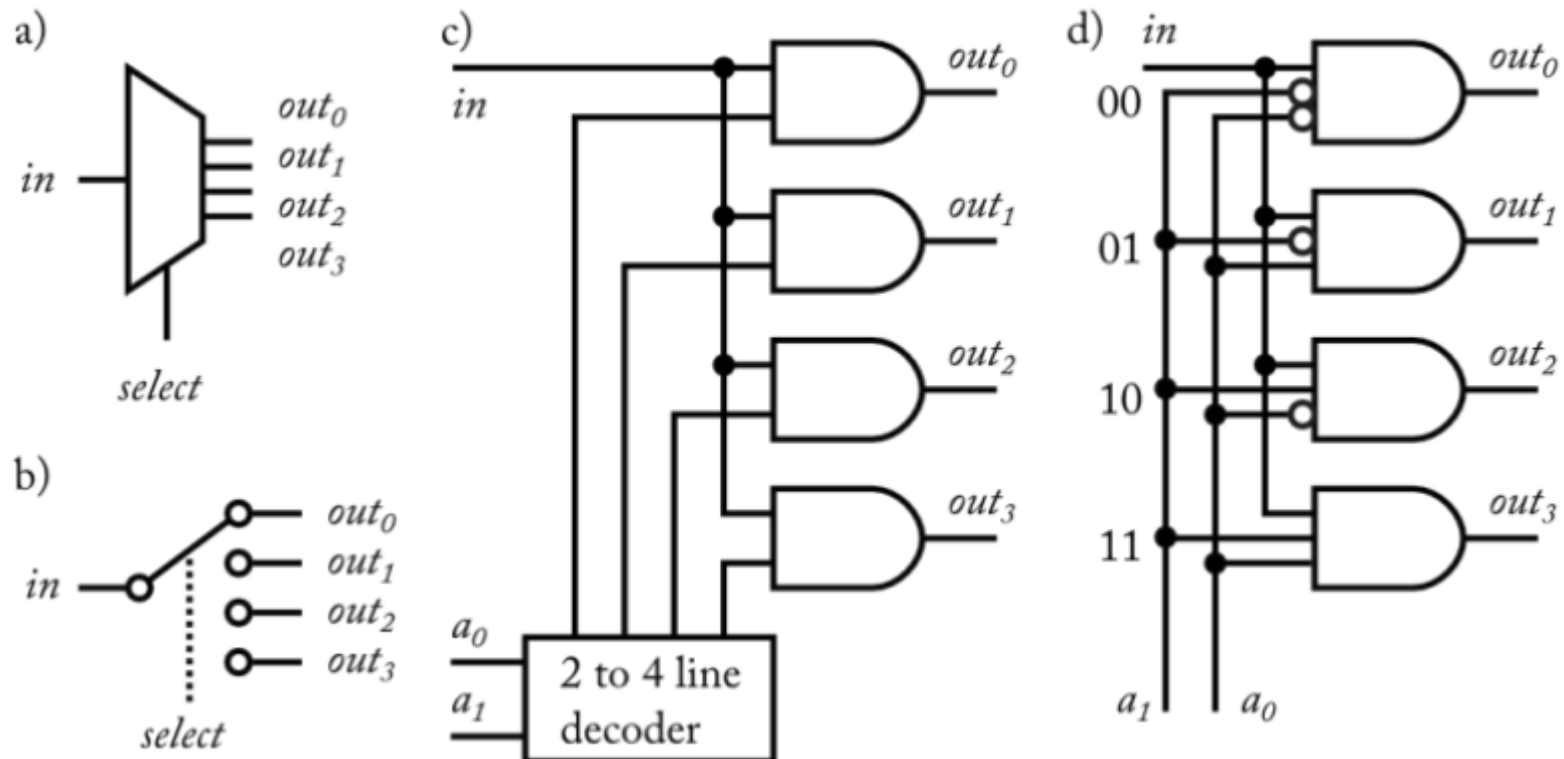 a)
in
out₀
out₁
out₂
out₃
select
b)
in
out₀
out₁
out₂
out₃
select
c)
in
out₀
out₁
out₂
out₃
a₀
a₁
2 to 4 line
decoder
d)
in
00
out₀
01
out₁
10
out₂
11
out₃
a₁
a₀